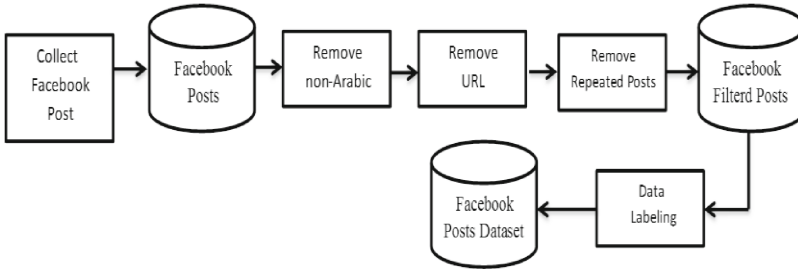 Collect
Facebook
Post
Facebook
Posts
Remove
non-Arabic
Remove
URL
Remove
Repeated Posts
Facebook
Filterd Posts
Data
Labeling
Facebook
Posts Dataset